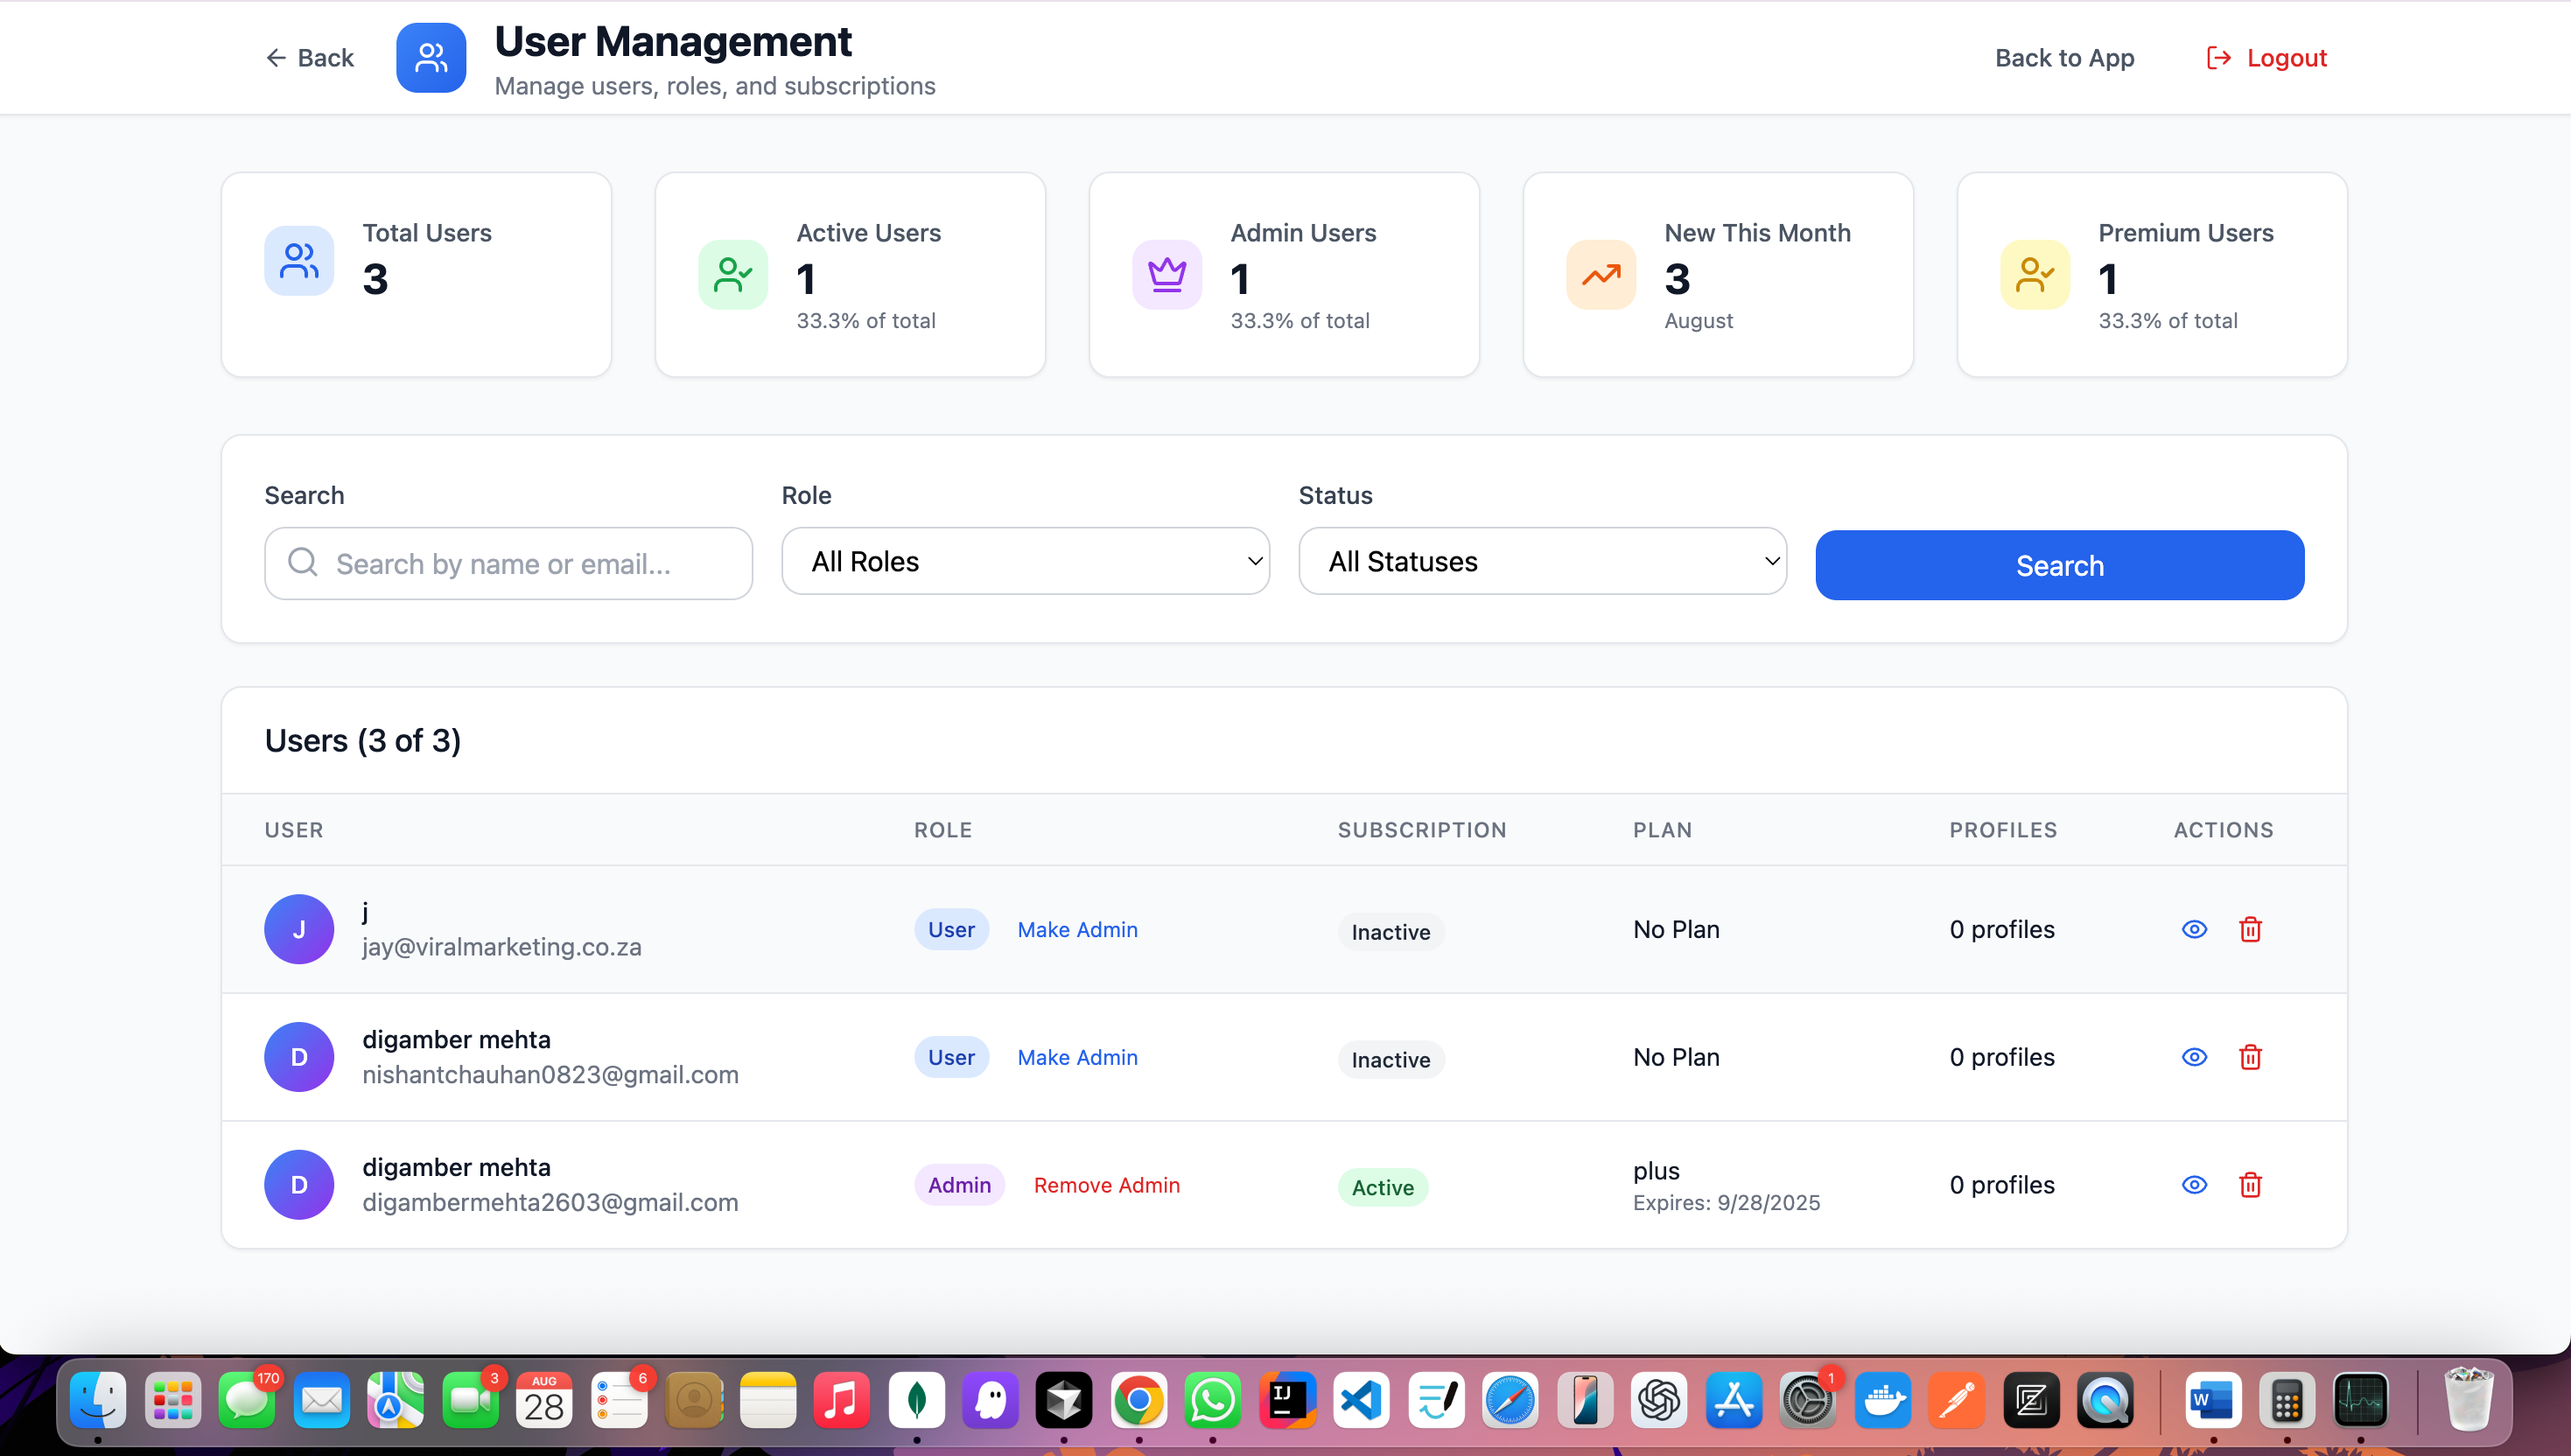 Back
User Management
Manage users, roles, and subscriptions
Back to App
Logout
Total Users
3
Active Users
1
33.3% of total
Admin Users
1
33.3% of total
New This Month
3
August
Premium Users
1
33.3% of total
Search
Role
Status
Search by name or email...
All Roles
All Statuses
Search
Users (3 of 3)
USER ROLE SUBSCRIPTION PLAN PROFILES ACTIONS
J
j
jay@viralmarketing.co.za
User Make Admin Inactive No Plan 0 profiles
D
digamber mehta
nishantchauhan0823@gmail.com
User Make Admin Inactive No Plan 0 profiles
D
digamber mehta
digambermehta2603@gmail.com
Admin Remove Admin Active
plus
Expires: 9/28/2025
0 profiles
170
3
AUG
28
6
IJ
1
W